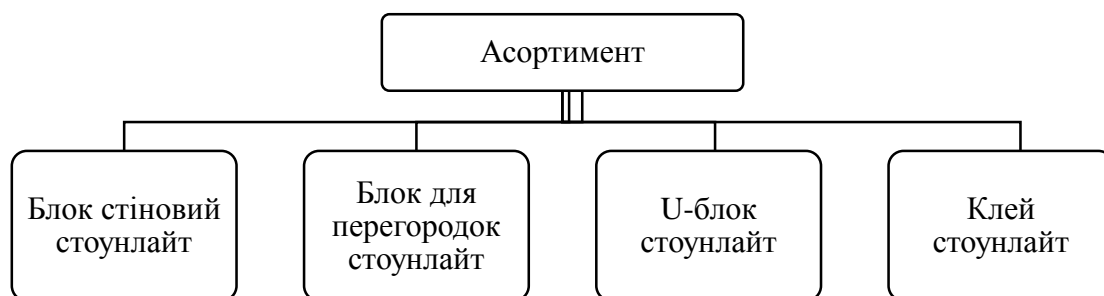 Асортимент
Блок стіновий
стоунлайт
Блок для
перегородок
стоунлайт
U-блок
стоунлайт
Клей
стоунлайт